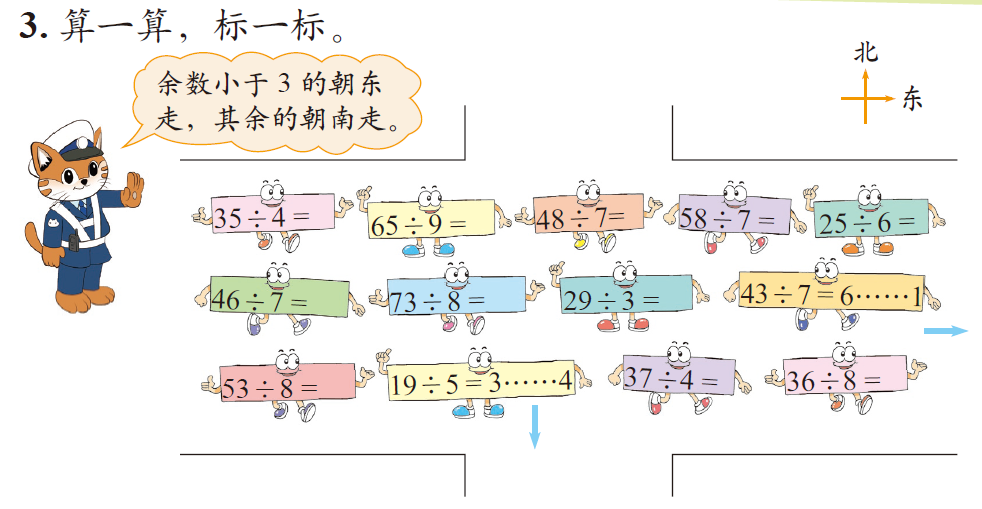 3. 算一算，标一标。
余数小于 3 的朝东
走，其余的朝南走。
北
东
35÷4=
65÷9=
48÷7=
58÷7=
25÷6=
46÷7=
73÷8=
29÷3=
43÷7=6……1
53÷8=
19÷5=3……4
37÷4=
36÷8=